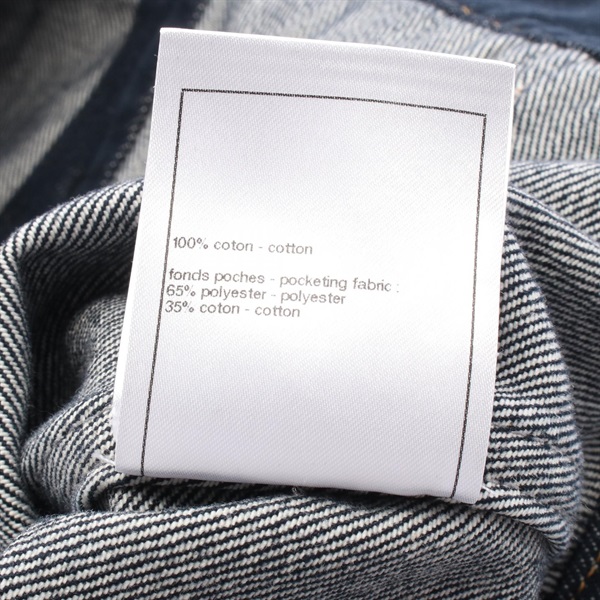 100% coton - cotton
fonds poches - pocketing fabric :
65% polyester - polyester
35% coton - cotton